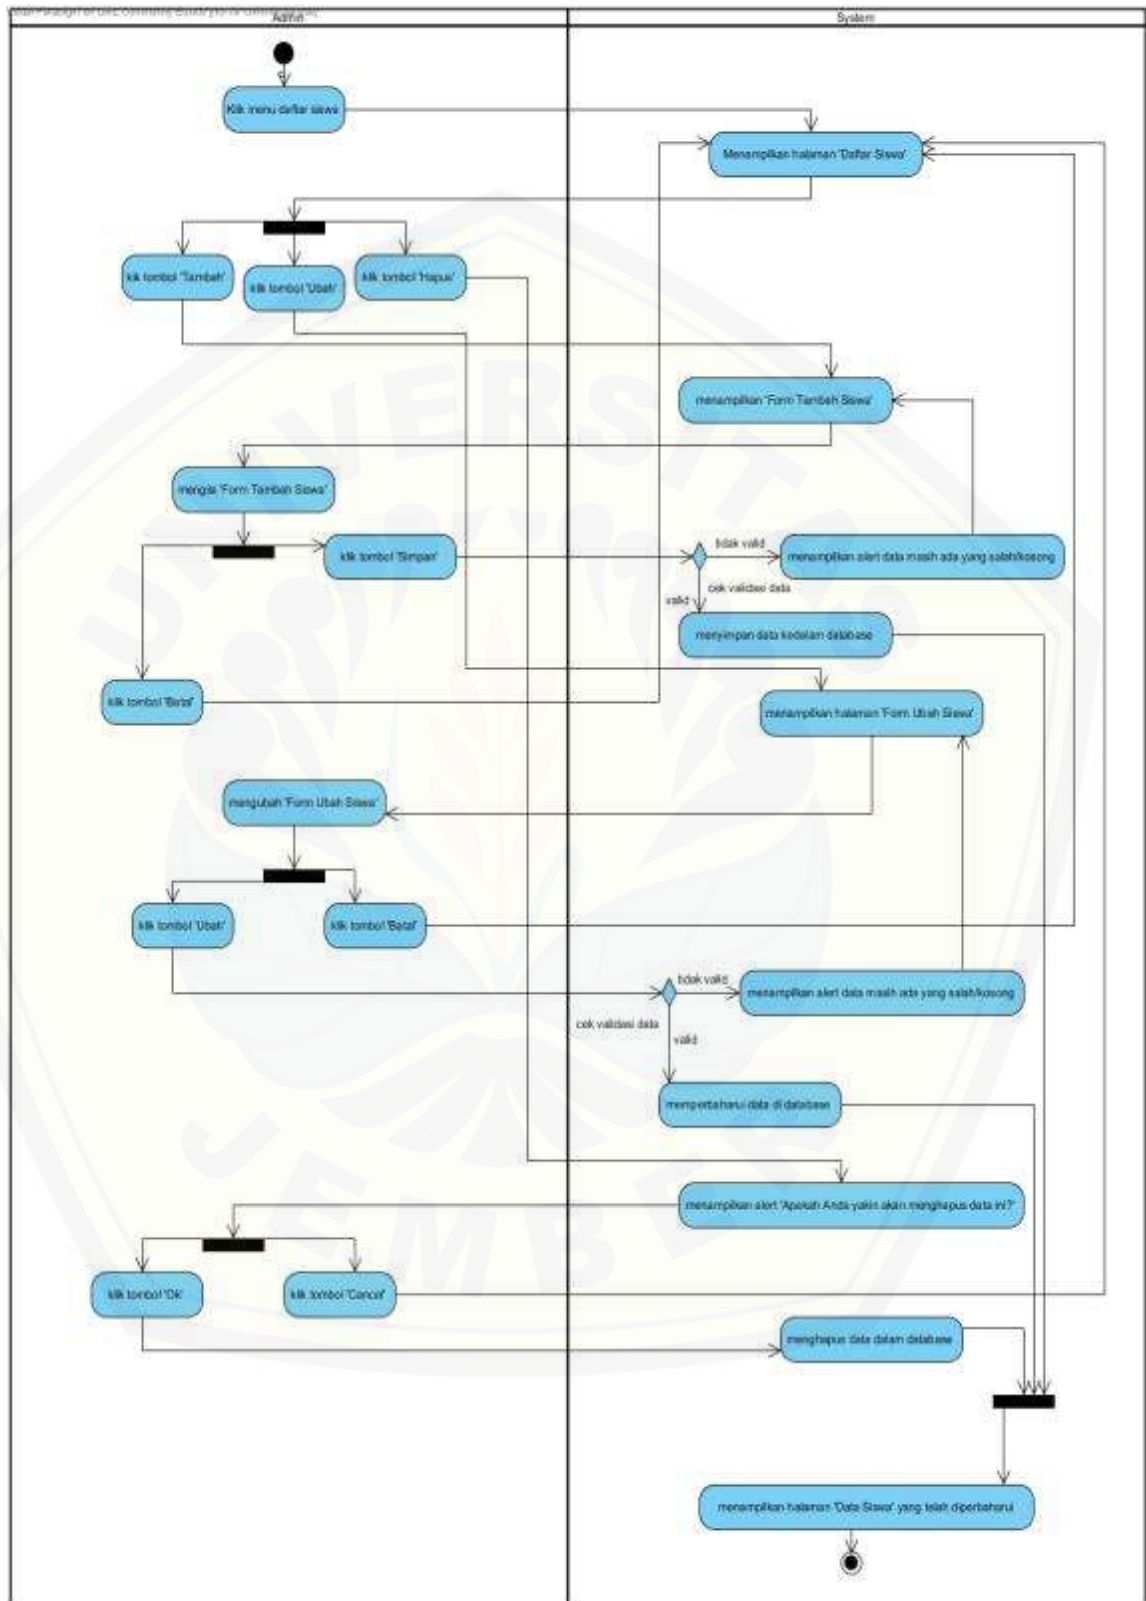 Admin
System
Klik menu daftar siswa
Menampilkan halaman 'Daftar Siswa'
klik tombol 'Tambah'
klik tombol 'Ubah'
klik tombol 'Hapus'
menampilkan 'Form Tambah Siswa'
mengisi 'Form Tambah Siswa'
klik tombol 'Simpan'
tidak valid
menampilkan alert data masih ada yang salah/kosong
cek validasi data
valid
menyimpan data kedalam database
klik tombol 'Batal'
menampilkan halaman 'Form Ubah Siswa'
mengubah 'Form Ubah Siswa'
klik tombol 'Ubah'
klik tombol 'Batal'
tidak valid
menampilkan alert data masih ada yang salah/kosong
cek validasi data
valid
memperbaharui data di database
menampilkan alert 'Apakah Anda yakin akan menghapus data ini?'
klik tombol 'Ok'
klik tombol 'Cancel'
menghapus data dalam database
menampilkan halaman 'Data Siswa' yang telah diperbaharui
UNIVERSITAS
JEMBER